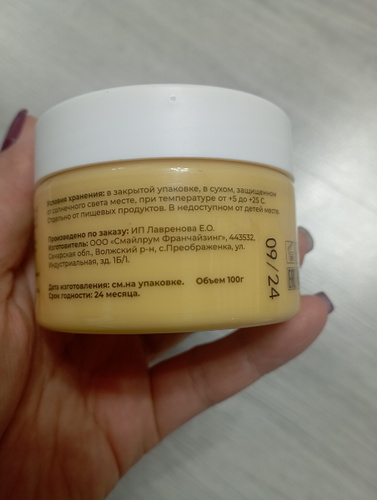 Условия хранения: в закрытой упаковке, в сухом, защищенном
от солнечного света месте, при температуре от +5 до +25 С.
Отдельно от пищевых продуктов. В недоступном от детей месте.
Произведено по заказу: ИП Лавренова Е.О.
Изготовитель: ООО «Смайлрум Франчайзинг», 443532,
Самарская обл., Волжский р-н, с.Преображенка, ул.
Индустриальная, зд. 1Б/1.
Дата изготовления: см.на упаковке. Объем 100г
Срок годности: 24 месяца.
09/24